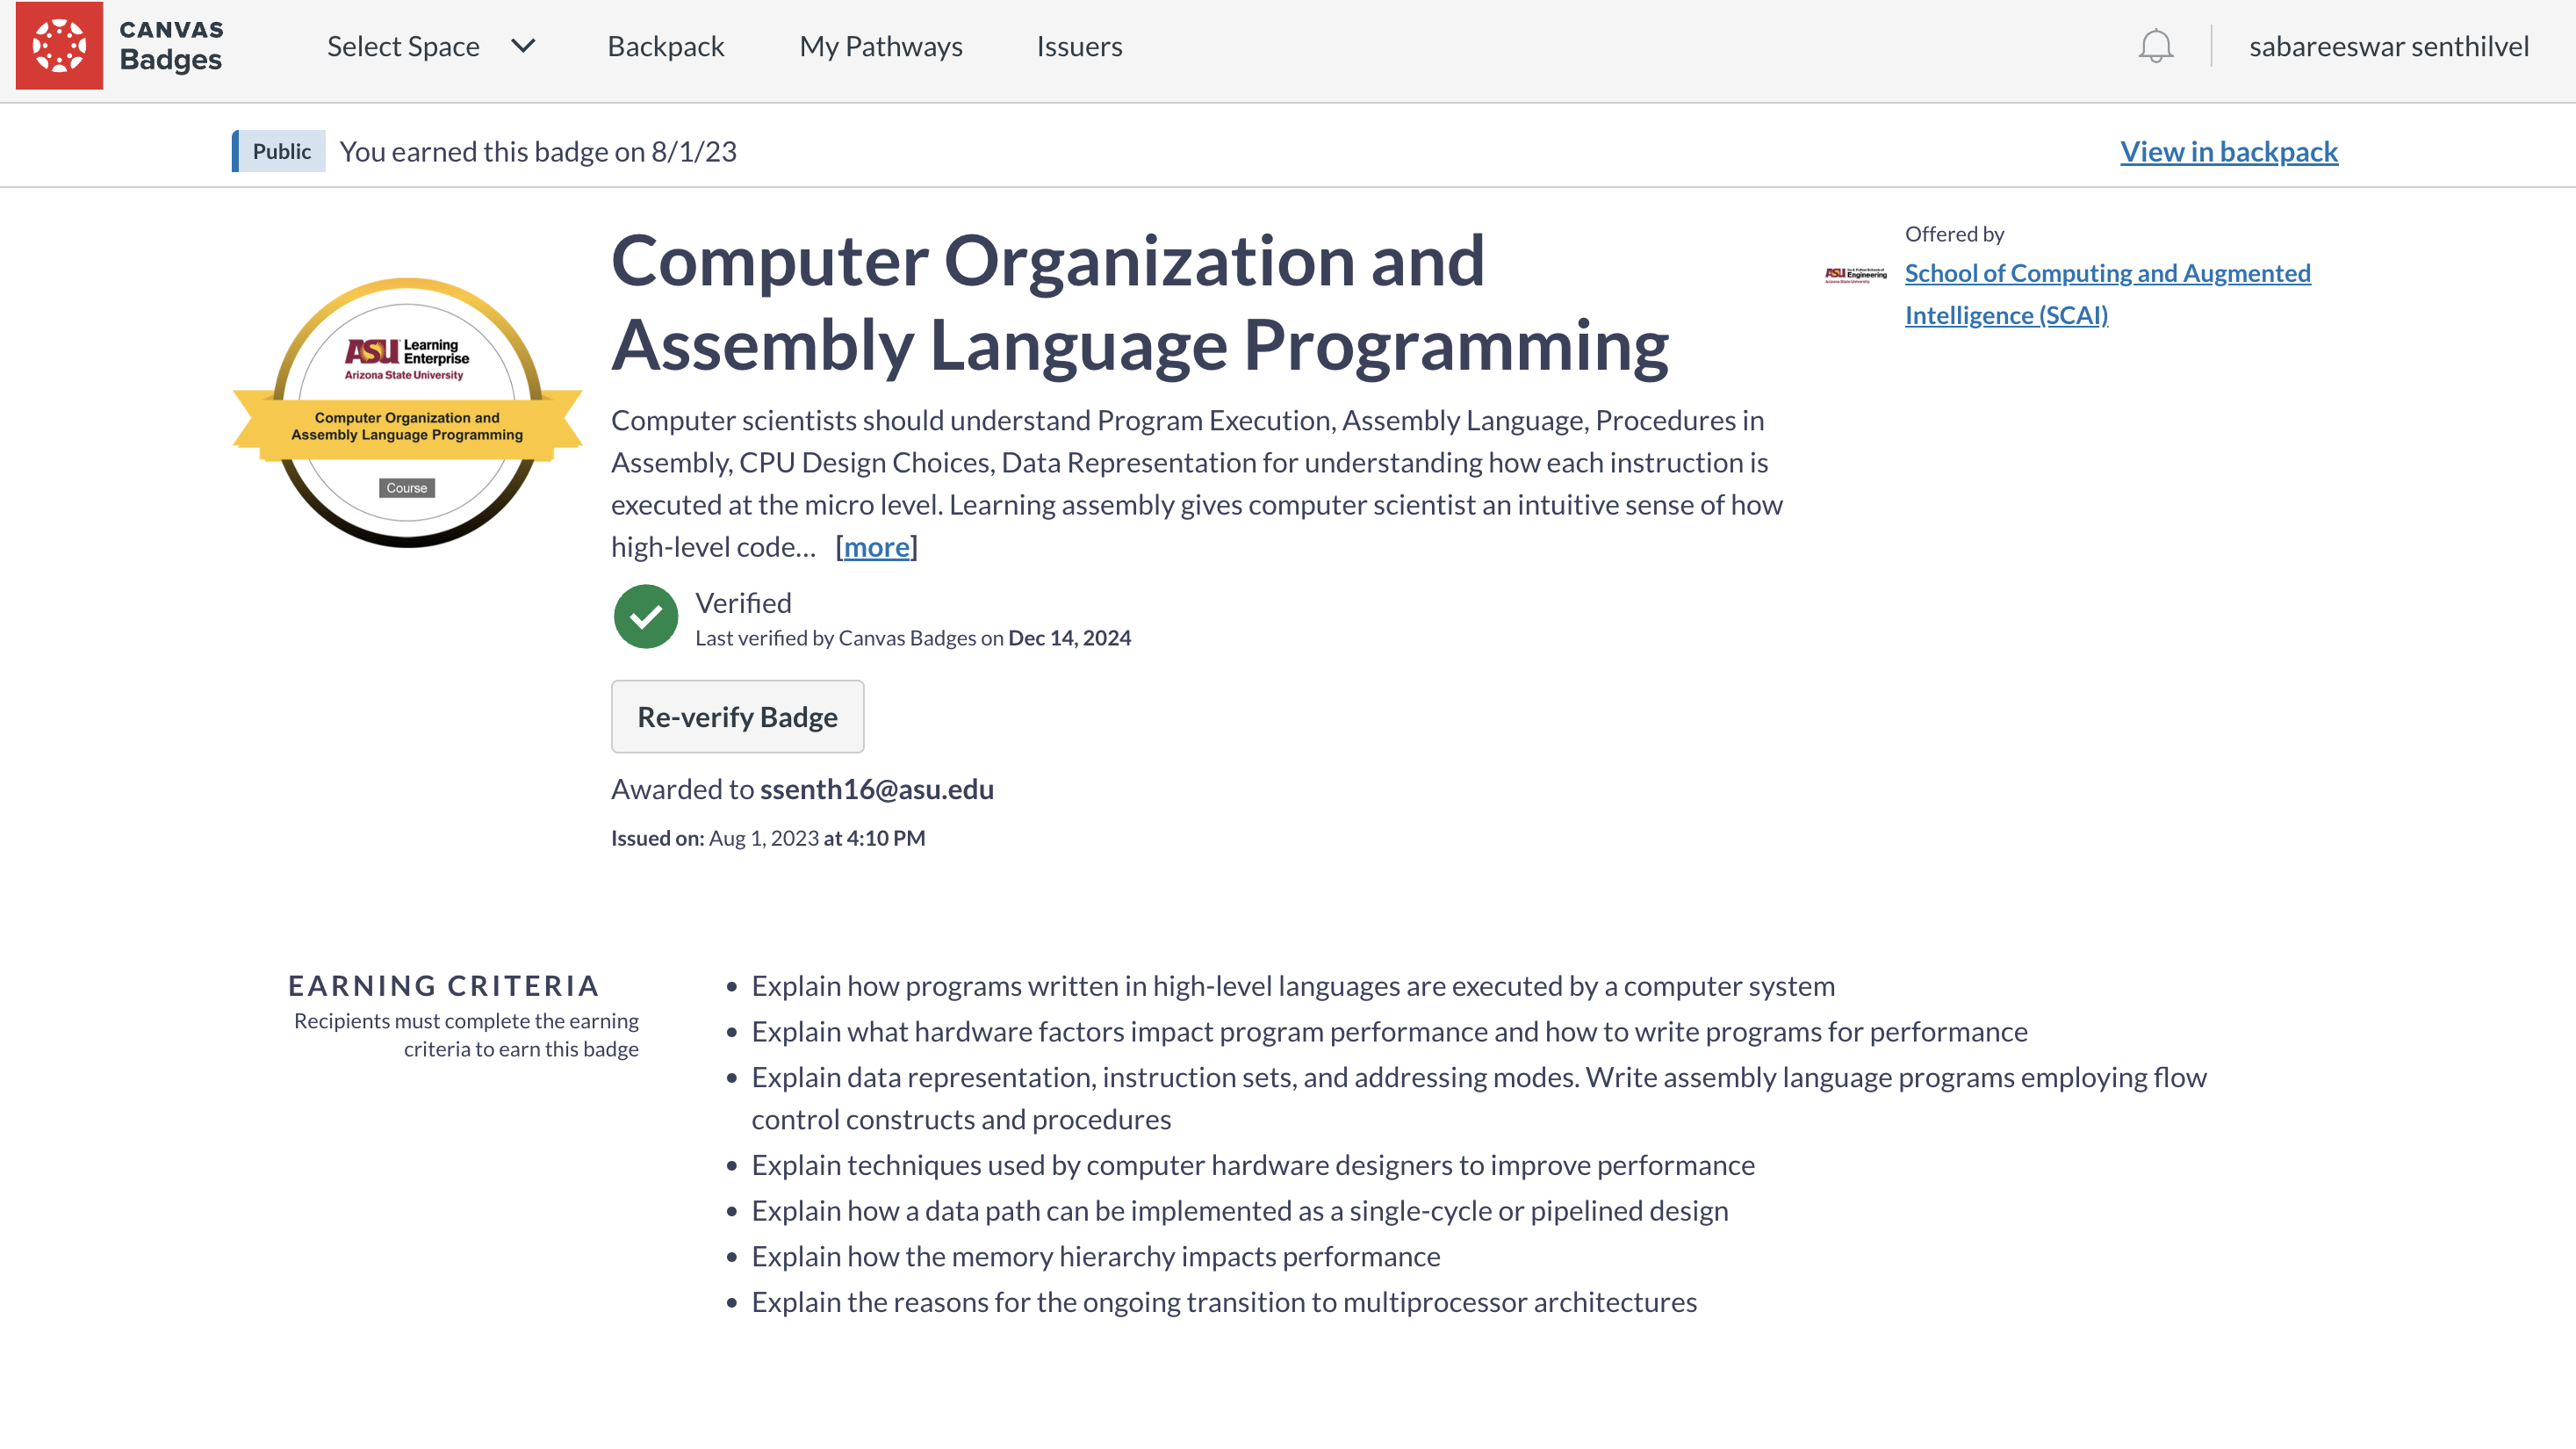 CANVAS
Badges
Select Space
Backpack
My Pathways
Issuers
sabareeswar senthilvel
Public
You earned this badge on 8/1/23
View in backpack
ASU Learning
Enterprise
Arizona State University
Computer Organization and
Assembly Language Programming
Course
Computer Organization and
Assembly Language Programming
Computer scientists should understand Program Execution, Assembly Language, Procedures in
Assembly, CPU Design Choices, Data Representation for understanding how each instruction is
executed at the micro level. Learning assembly gives computer scientist an intuitive sense of how
high-level code... [more]
Verified
Last verified by Canvas Badges on Dec 14, 2024
Re-verify Badge
Awarded to ssenth16@asu.edu
Issued on: Aug 1, 2023 at 4:10 PM
Offered by
ASU Engineering
Arizona State University
School of Computing and Augmented
Intelligence (SCAI)
EARNING CRITERIA
Recipients must complete the earning
criteria to earn this badge
• Explain how programs written in high-level languages are executed by a computer system
• Explain what hardware factors impact program performance and how to write programs for performance
• Explain data representation, instruction sets, and addressing modes. Write assembly language programs employing flow
control constructs and procedures
• Explain techniques used by computer hardware designers to improve performance
• Explain how a data path can be implemented as a single-cycle or pipelined design
• Explain how the memory hierarchy impacts performance
• Explain the reasons for the ongoing transition to multiprocessor architectures